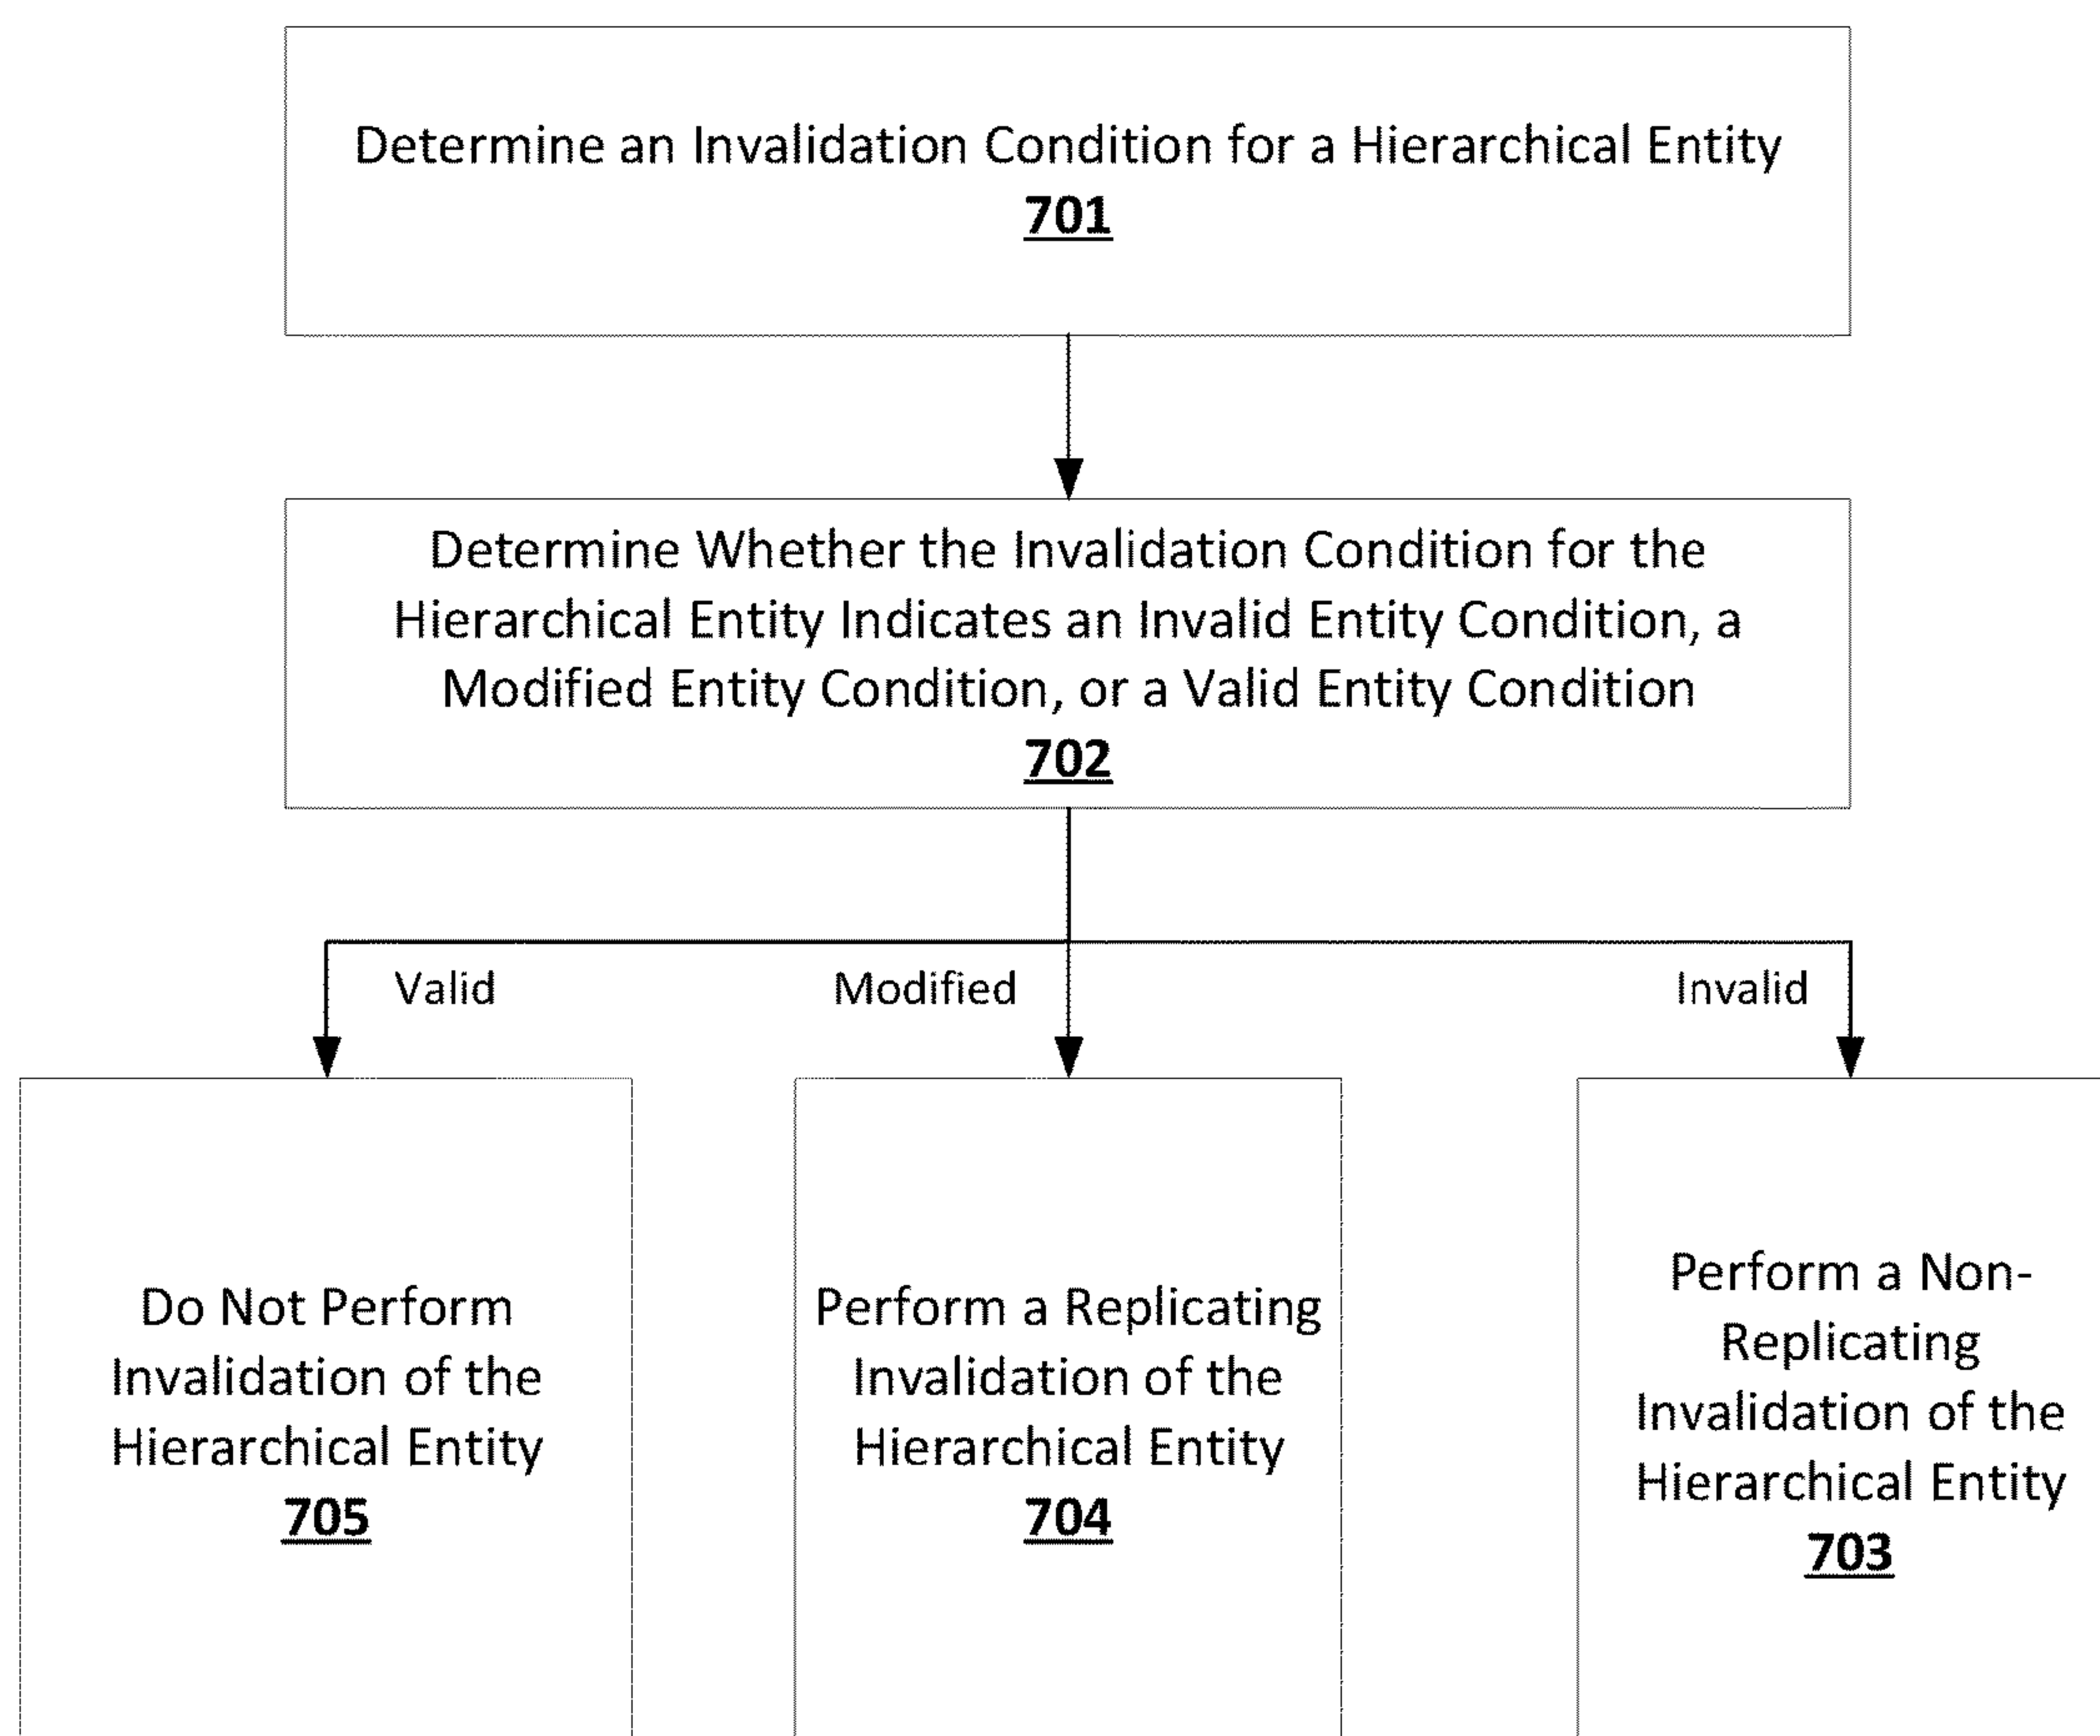 Determine an Invalidation Condition for a Hierarchical Entity
701
Determine Whether the Invalidation Condition for the
Hierarchical Entity Indicates an Invalid Entity Condition, a
Modified Entity Condition, or a Valid Entity Condition
702
Valid
Modified
Invalid
Do Not Perform
Invalidation of the
Hierarchical Entity
705
Perform a Replicating
Invalidation of the
Hierarchical Entity
704
Perform a Non-
Replicating
Invalidation of the
Hierarchical Entity
703